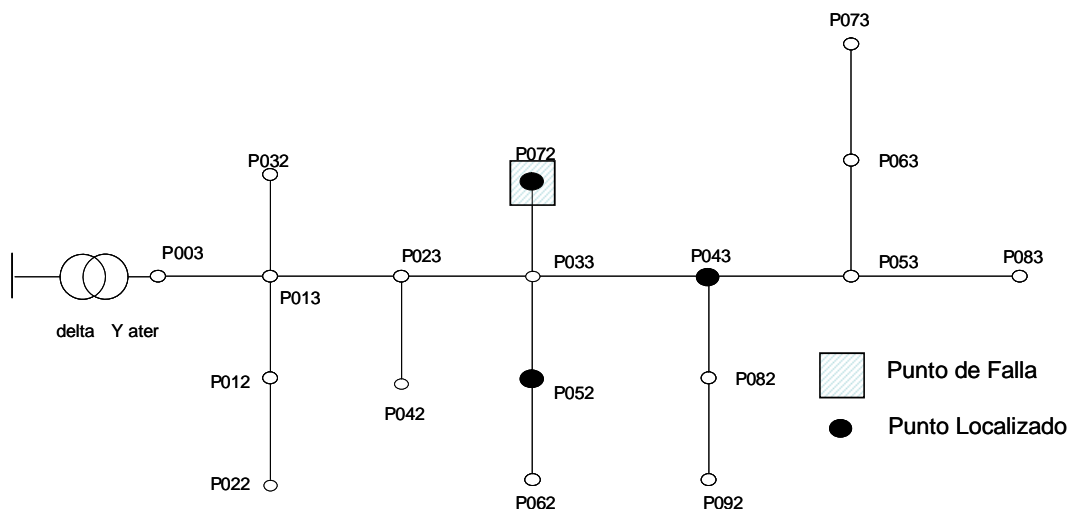 P073
P032
P072
P063
P003
P023
P033
P043
P053
P083
P013
delta Y ater
P012
P042
P052
P082
Punto de Falla
Punto Localizado
P022
P062
P092